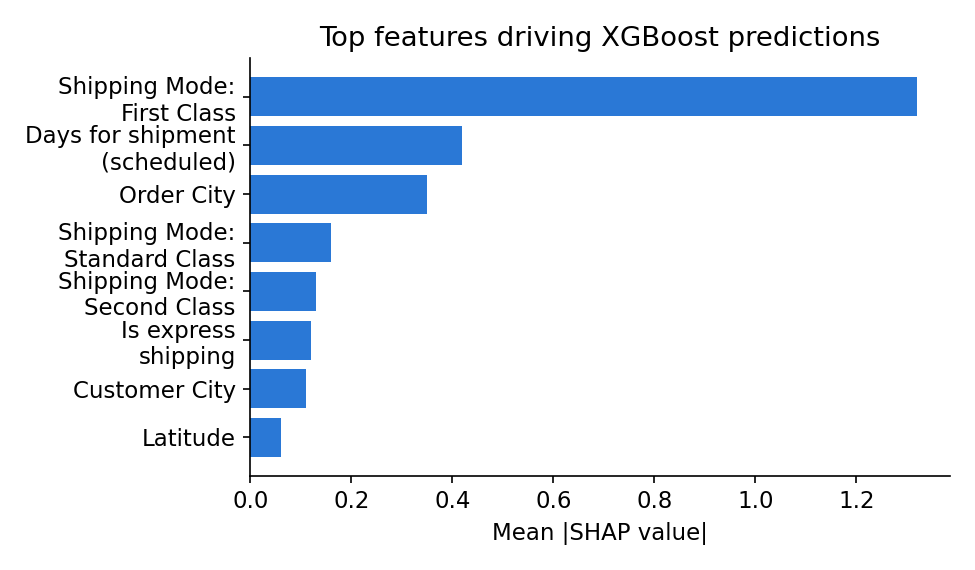 Top features driving XGBoost predictions
Shipping Mode:
First Class
Days for shipment
(scheduled)
Order City
Shipping Mode:
Standard Class
Shipping Mode:
Second Class
Is express
shipping
Customer City
Latitude
0.0 0.2 0.4 0.6 0.8 1.0 1.2
Mean |SHAP value|